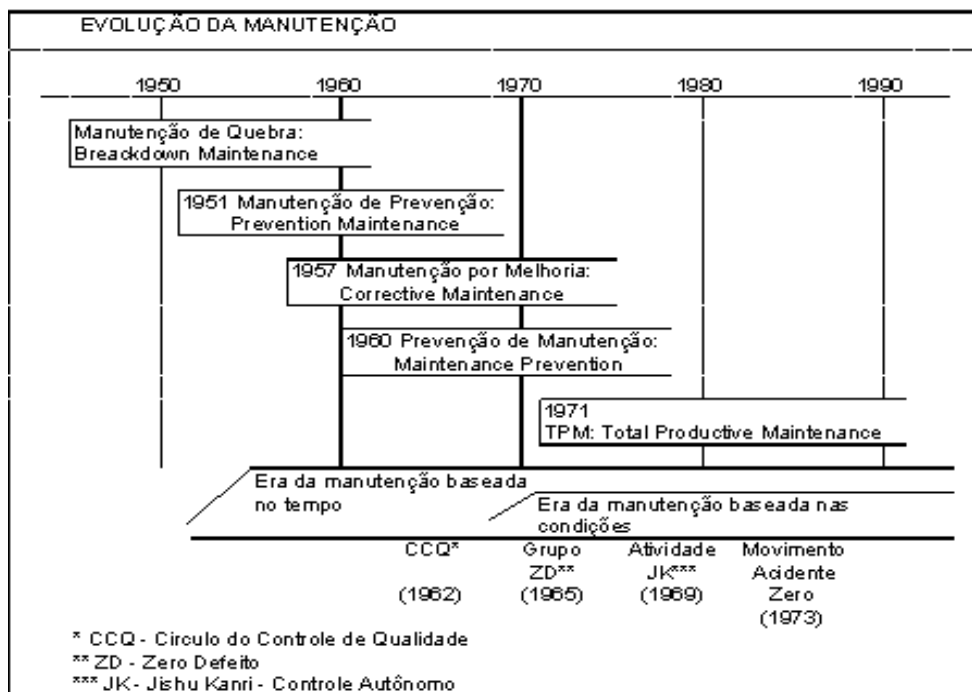 EVOLUÇÃO DA MANUTENÇÃO
1950 1960 1970 1980 1990
Manutenção de Quebra:
Breackdown Maintenance
1951 Manutenção de Prevenção:
Prevention Maintenance
1957 Manutenção por Melhoria:
Corrective Maintenance
1960 Prevenção de Manutenção:
Maintenance Prevention
1971
TPM: Total Productive Maintenance
Era da manutenção baseada
no tempo
Era da manutenção baseada nas
condições
CCQ* Grupo Atividade Movimento
ZD** JK*** Acidente
(1962) (1965) (1969) Zero
(1973)
* CCQ - Circulo do Controle de Qualidade
** ZD - Zero Defeito
*** JK - Jishu Kanri - Controle Autônomo